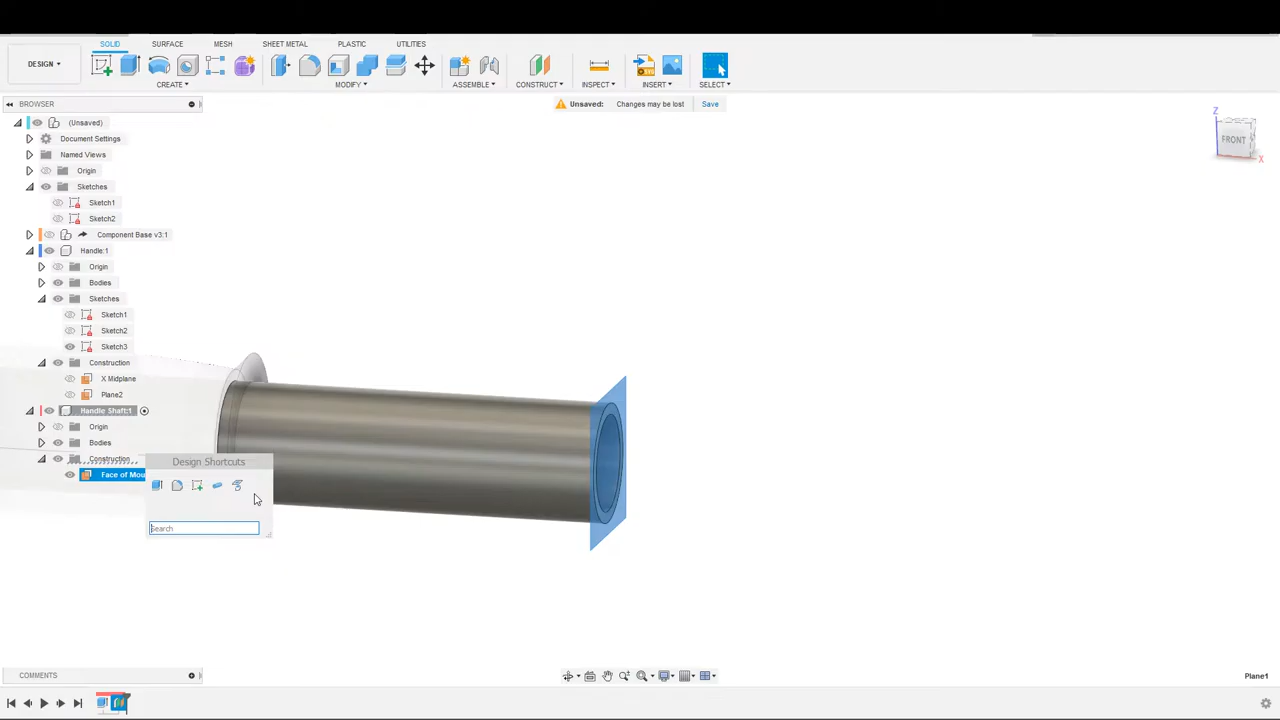 SOLID SURFACE MESH SHEET METAL PLASTIC UTILITIES
DESIGN
CREATE MODIFY ASSEMBLE CONSTRUCT INSPECT INSERT SELECT
BROWSER
Unsaved: Changes may be lost Save
(Unsaved)
Document Settings
Named Views
Origin
Sketches
Sketch1
Sketch2
Component Base v3:1
Handle:1
Origin
Bodies
Sketches
Sketch1
Sketch2
Sketch3
Construction
X Midplane
Plane2
Handle Shaft:1
Origin
Bodies
Construction
Face of Mou
Design Shortcuts
Search
Z
FRONT
X
COMMENTS
Plane1